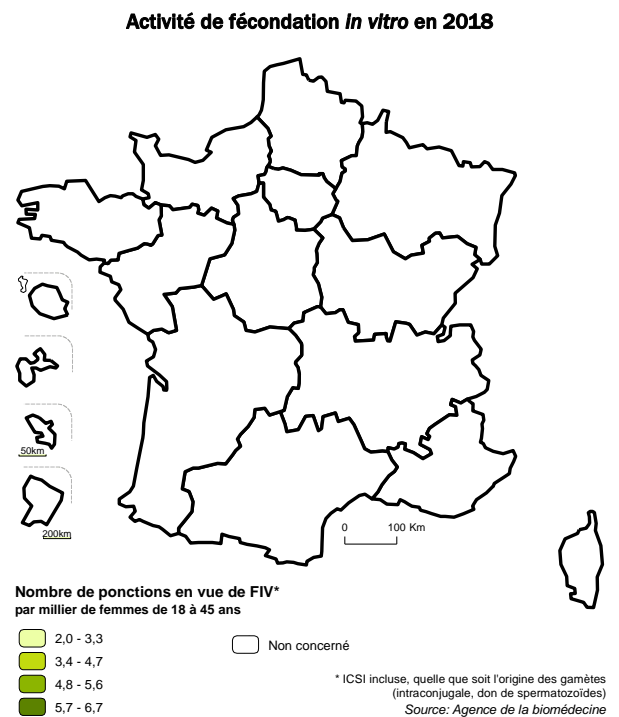 Activité de fécondation in vitro en 2018
50km
200km
0 100 Km
Nombre de ponctions en vue de FIV*
par millier de femmes de 18 à 45 ans
2,0 - 3,3
3,4 - 4,7
4,8 - 5,6
5,7 - 6,7
Non concerné
* ICSI incluse, quelle que soit l'origine des gamètes
(intraconjugale, don de spermatozoïdes)
Source: Agence de la biomédecine